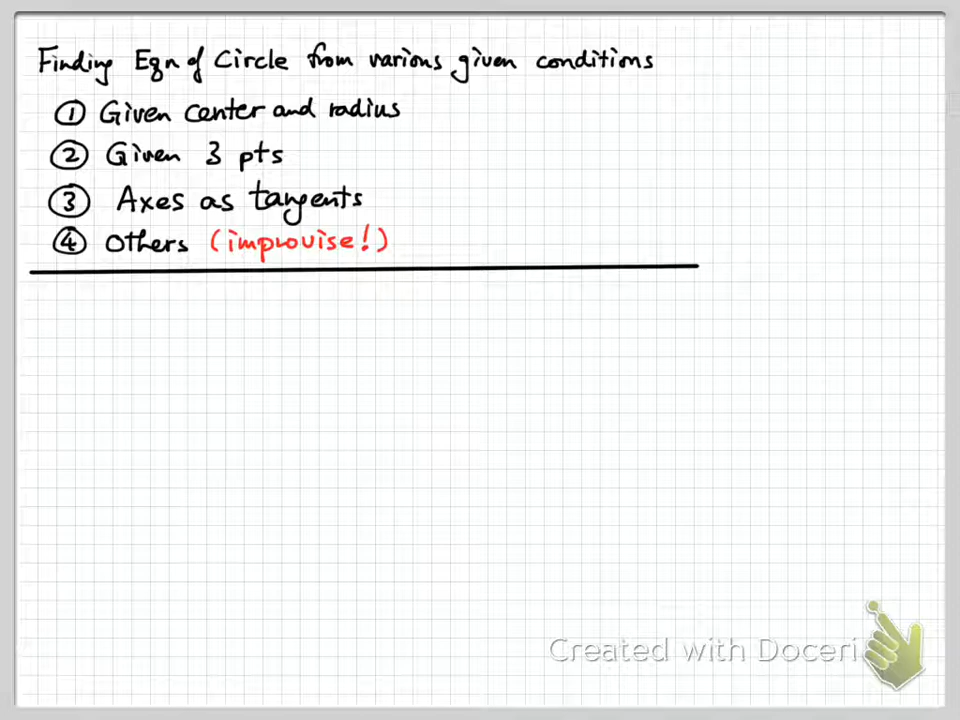 Finding Eqn of Circle from various given conditions
① Given center and radius
② Given 3 pts
③ Axes as tangents
④ Others (improvise!)
Created with Doceri